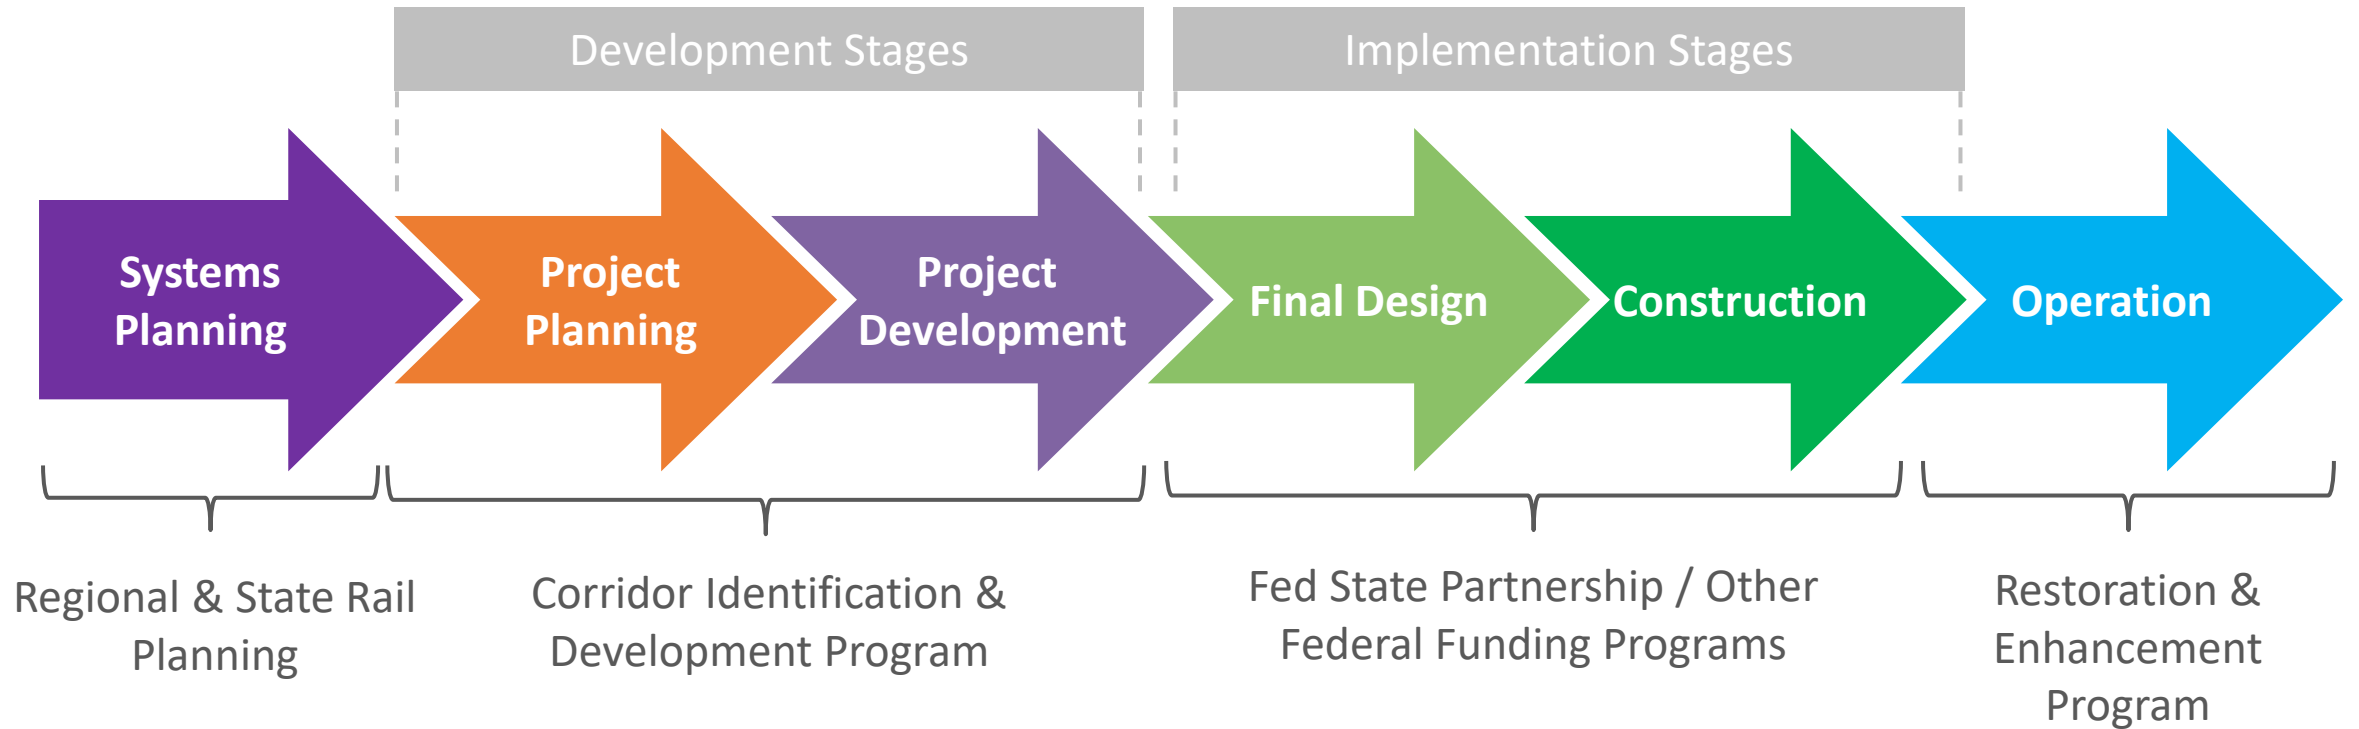 Development Stages
Implementation Stages
Systems
Planning
Project
Planning
Project
Development
Final Design
Construction
Operation
Regional & State Rail
Planning
Corridor Identification &
Development Program
Fed State Partnership / Other
Federal Funding Programs
Restoration &
Enhancement
Program